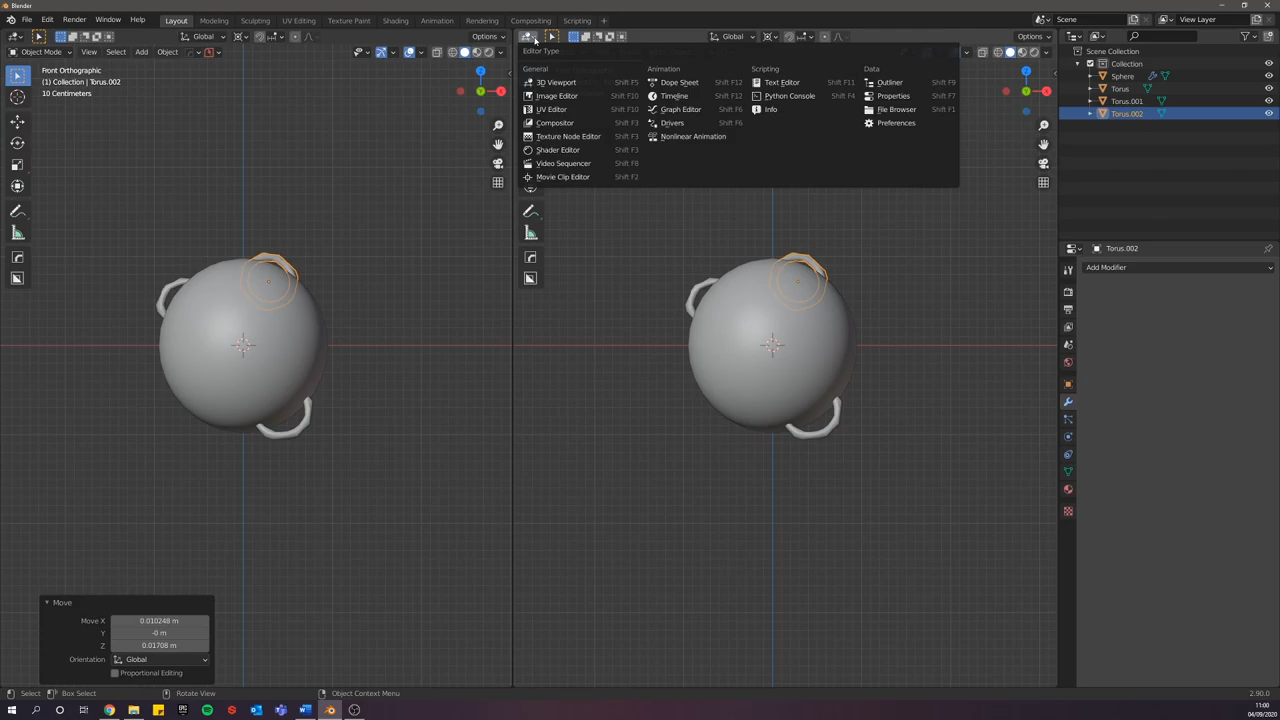 Blender
File Edit Render Window Help Layout Modeling Sculpting UV Editing Texture Paint Shading Animation Rendering Compositing Scripting + Scene View Layer
Global Options Global Options
Object Mode View Select Add Object
Front Orthographic
(1) Collection | Torus.002
10 Centimeters
Editor Type
General Animation Scripting Data
3D Viewport Shift F5 Dope Sheet Shift F12 Text Editor Shift F11 Outliner Shift F9
Image Editor Shift F10 Timeline Shift F12 Python Console Shift F4 Properties Shift F7
UV Editor Shift F10 Graph Editor Shift F6 Info File Browser Shift F1
Compositor Shift F3 Drivers Shift F6 Preferences
Texture Node Editor Shift F3 Nonlinear Animation
Shader Editor Shift F3
Video Sequencer Shift F8
Movie Clip Editor Shift F2
Scene Collection
Collection
Sphere
Torus
Torus.001
Torus.002
Torus.002
Add Modifier
Z
Y
Z
Y
Move
Move X 0.010248 m
Y -0 m
Z 0.01708 m
Orientation Global
Proportional Editing
Select Box Select Rotate View Object Context Menu 2.90.0
11:00
04/09/2020